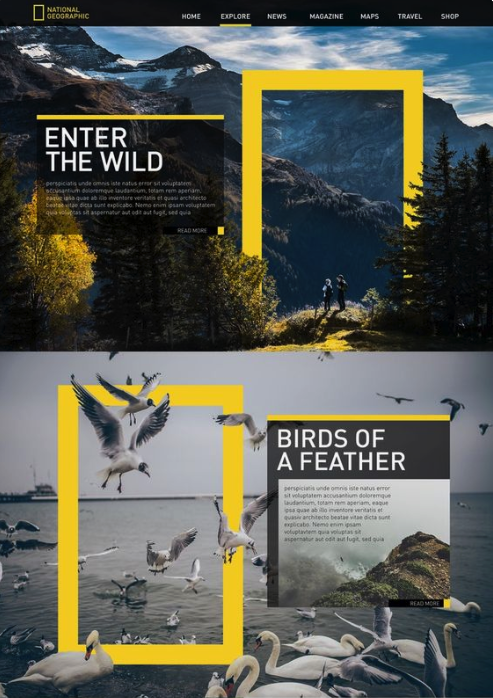 NATIONAL
GEOGRAPHIC
HOME EXPLORE NEWS MAGAZINE MAPS TRAVEL SHOP
ENTER
THE WILD
perspiciatis unde omnis iste natus error sit voluptatem
accusantium doloremque laudantium, totam rem aperiam,
eaque ipsa quae ab illo inventore veritatis et quasi architecto
beatae vitae dicta sunt explicabo. Nemo enim ipsam voluptatem
quia voluptas sit aspernatur aut odit aut fugit, sed quia
READ MORE
BIRDS OF
A FEATHER
perspiciatis unde omnis iste natus error
sit voluptatem accusantium doloremque
laudantium, totam rem aperiam, eaque
ipsa quae ab illo inventore veritatis et
quasi architecto beatae vitae dicta sunt
explicabo. Nemo enim ipsam
voluptatem quia voluptas sit
aspernatur aut odit aut fugit, sed quia
READ MORE